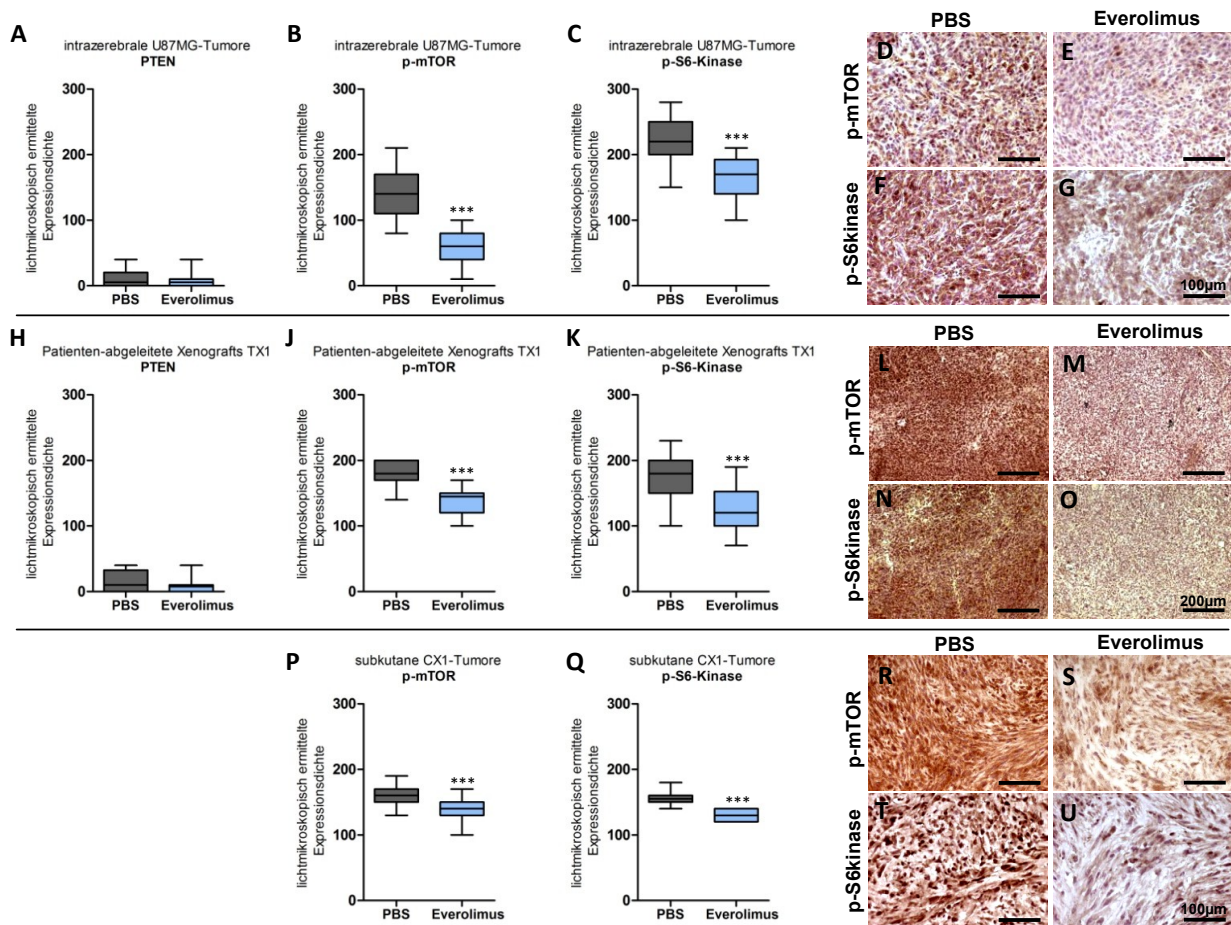 A
intrazerebrale U87MG-Tumore
PTEN
lichtmikroskopisch ermittelte
Expressionsdichte
300
200
100
0
PBS
Everolimus
B
intrazerebrale U87MG-Tumore
p-mTOR
lichtmikroskopisch ermittelte
Expressionsdichte
300
200
100
0
***
PBS
Everolimus
C
intrazerebrale U87MG-Tumore
p-S6-Kinase
lichtmikroskopisch ermittelte
Expressionsdichte
300
200
100
0
***
PBS
Everolimus
PBS
Everolimus
p-mTOR
D
E
p-S6kinase
F
G
100µm
H
Patienten-abgeleitete Xenografts TX1
PTEN
lichtmikroskopisch ermittelte
Expressionsdichte
300
200
100
0
PBS
Everolimus
J
Patienten-abgeleitete Xenografts TX1
p-mTOR
lichtmikroskopisch ermittelte
Expressionsdichte
300
200
100
0
***
PBS
Everolimus
K
Patienten-abgeleitete Xenografts TX1
p-S6-Kinase
lichtmikroskopisch ermittelte
Expressionsdichte
300
200
100
0
***
PBS
Everolimus
PBS
Everolimus
p-mTOR
L
M
p-S6kinase
N
O
200µm
P
subkutane CX1-Tumore
p-mTOR
lichtmikroskopisch ermittelte
Expressionsdichte
300
200
100
0
***
PBS
Everolimus
Q
subkutane CX1-Tumore
p-S6-Kinase
lichtmikroskopisch ermittelte
Expressionsdichte
300
200
100
0
***
PBS
Everolimus
PBS
Everolimus
p-mTOR
R
S
p-S6kinase
T
U
100µm